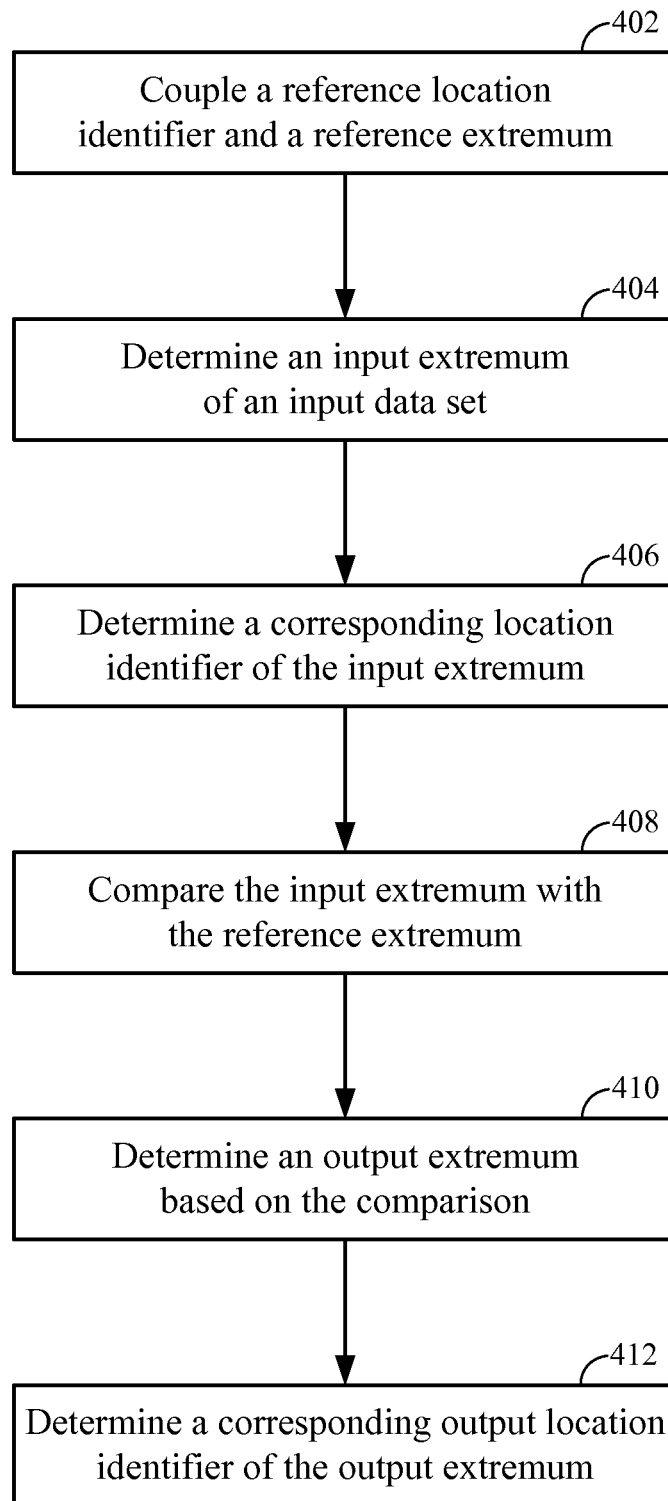 402
Couple a reference location
identifier and a reference extremum
404
Determine an input extremum
of an input data set
406
Determine a corresponding location
identifier of the input extremum
408
Compare the input extremum with
the reference extremum
410
Determine an output extremum
based on the comparison
412
Determine a corresponding output location
identifier of the output extremum